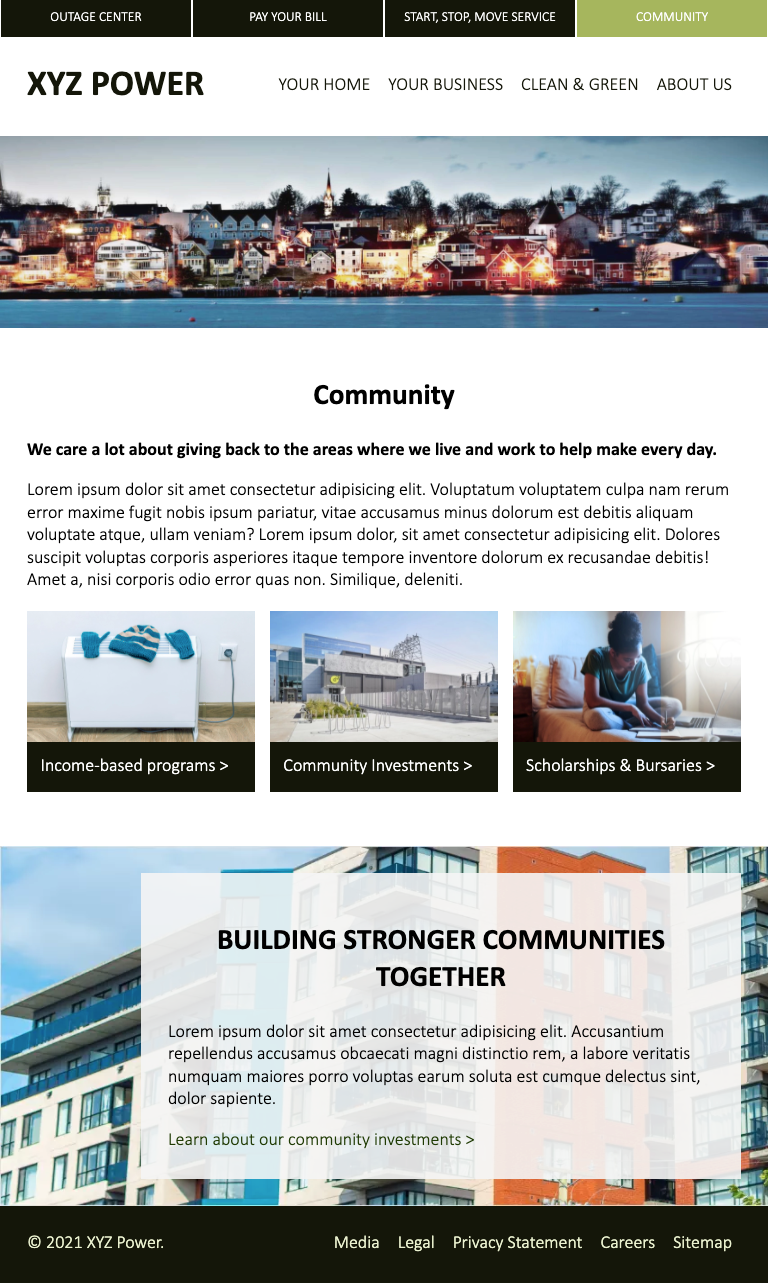 OUTAGE CENTER
PAY YOUR BILL
START, STOP, MOVE SERVICE
COMMUNITY
XYZ POWER
YOUR HOME
YOUR BUSINESS
CLEAN & GREEN
ABOUT US
Community
We care a lot about giving back to the areas where we live and work to help make every day.
Lorem ipsum dolor sit amet consectetur adipisicing elit. Voluptatum voluptatem culpa nam rerum
error maxime fugit nobis ipsum pariatur, vitae accusamus minus dolorum est debitis aliquam
voluptate atque, ullam veniam? Lorem ipsum dolor, sit amet consectetur adipisicing elit. Dolores
suscipit voluptas corporis asperiores itaque tempore inventore dolorum ex recusandae debitis!
Amet a, nisi corporis odio error quas non. Similique, deleniti.
Income-based programs >
Community Investments >
Scholarships & Bursaries >
BUILDING STRONGER COMMUNITIES
TOGETHER
Lorem ipsum dolor sit amet consectetur adipisicing elit. Accusantium
repellendus accusamus obcaecati magni distinctio rem, a labore veritatis
numquam maiores porro voluptas earum soluta est cumque delectus sint,
dolor sapiente.
Learn about our community investments >
© 2021 XYZ Power.
Media
Legal
Privacy Statement
Careers
Sitemap